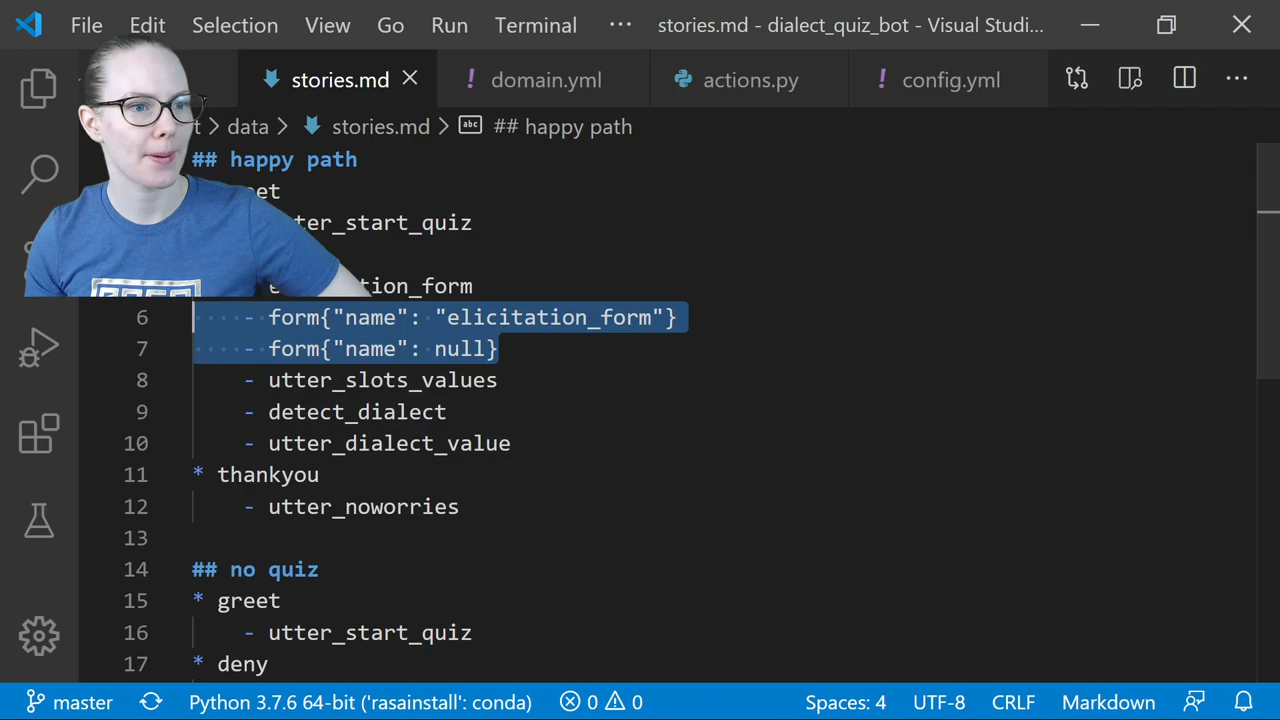 File Edit Selection View Go Run Terminal ··· stories.md - dialect_quiz_bot - Visual Studi...
stories.md domain.yml actions.py config.yml
data > stories.md > ## happy path
## happy path
_start_quiz
_form
6 - form{"name": "elicitation_form"}
7 - form{"name": null}
8 - utter_slots_values
9 - detect_dialect
10 - utter_dialect_value
11 * thankyou
12 - utter_noworries
13
14 ## no quiz
15 * greet
16 - utter_start_quiz
17 * deny
master Python 3.7.6 64-bit ('rasainstall': conda) 0 0 Spaces: 4 UTF-8 CRLF Markdown